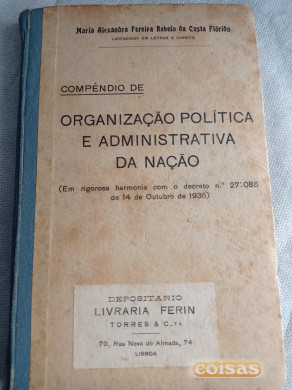 Maria Alexandra Pereira Rebelo da Costa Flórido
LICENCIADA EM LETRAS E DIREITO
COMPÊNDIO DE
ORGANIZAÇÃO POLÍTICA
E ADMINISTRATIVA
DA NAÇÃO
(Em rigorosa harmonia com o decreto n.º 27:085
de 14 de Outubro de 1936)
DEPOSITARIO
LIVRARIA FERIN
TORRES & C.TA
70, Rua Nova do Almada, 74
LISBOA
coisas